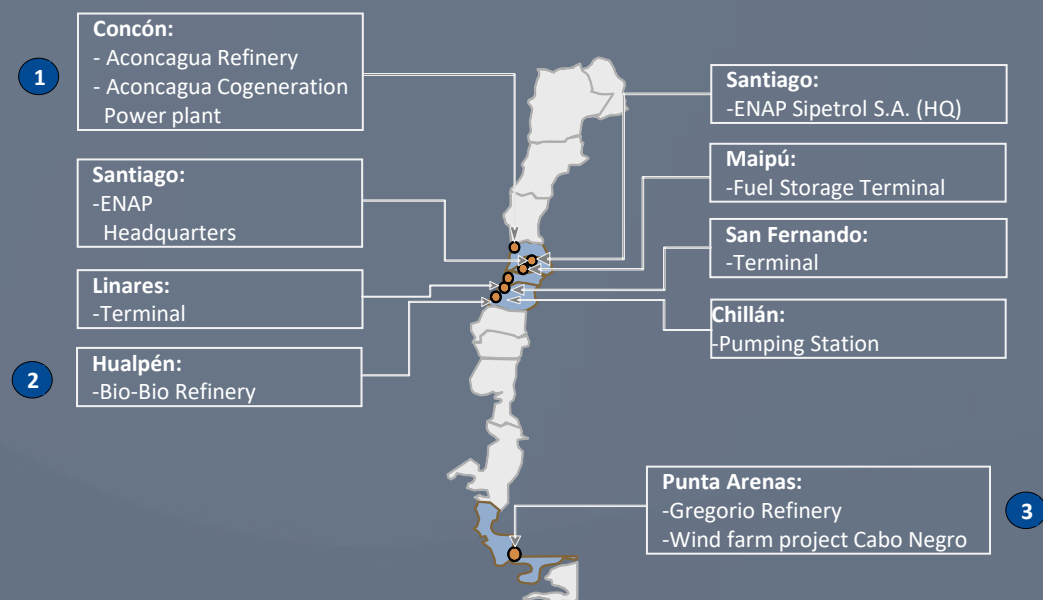 1
Concón:
- Aconcagua Refinery
- Aconcagua Cogeneration
Power plant
Santiago:
-ENAP
Headquarters
Linares:
-Terminal
2
Hualpén:
-Bio-Bio Refinery
Santiago:
-ENAP Sipetrol S.A. (HQ)
Maipú:
-Fuel Storage Terminal
San Fernando:
-Terminal
Chillán:
-Pumping Station
Punta Arenas:
-Gregorio Refinery
-Wind farm project Cabo Negro
3